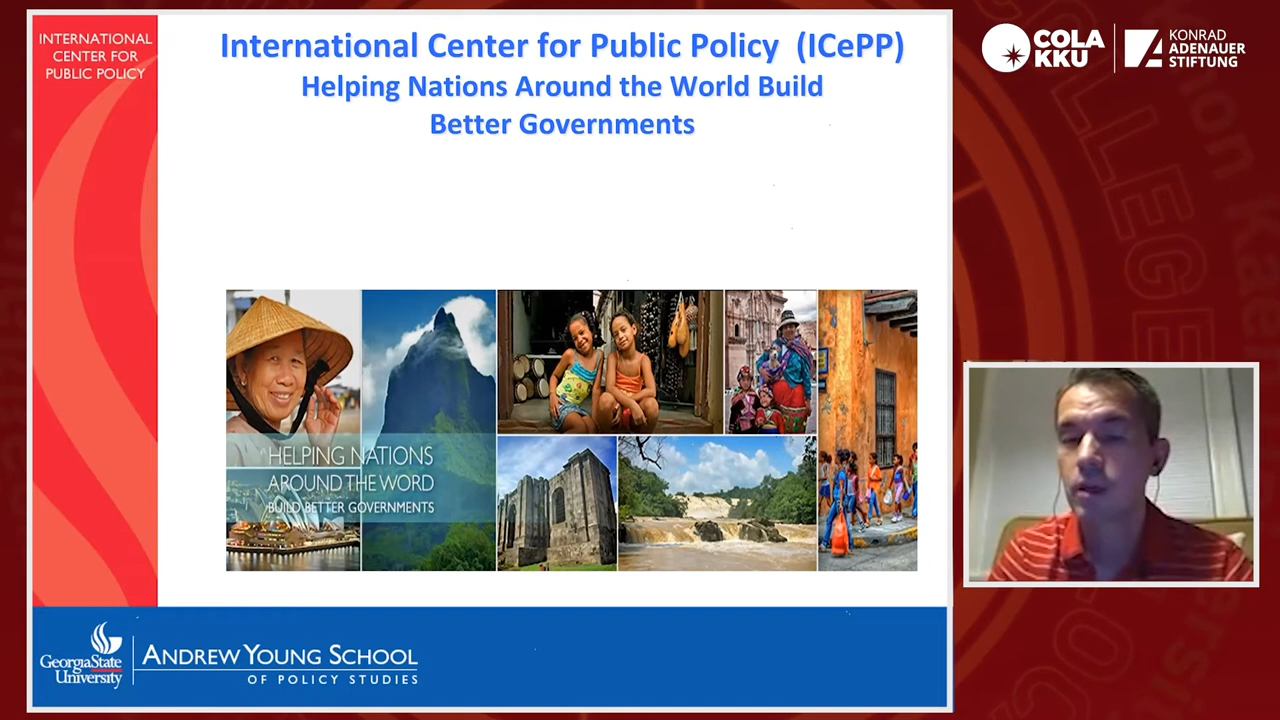 INTERNATIONAL
CENTER FOR
PUBLIC POLICY
International Center for Public Policy (ICePP)
Helping Nations Around the World Build
Better Governments
COLA
KKU
KONRAD
ADENAUER
STIFTUNG
HELPING NATIONS
AROUND THE WORD
BUILD BETTER GOVERNMENTS
GeorgiaState
University
ANDREW YOUNG SCHOOL
OF POLICY STUDIES
COLLEGE